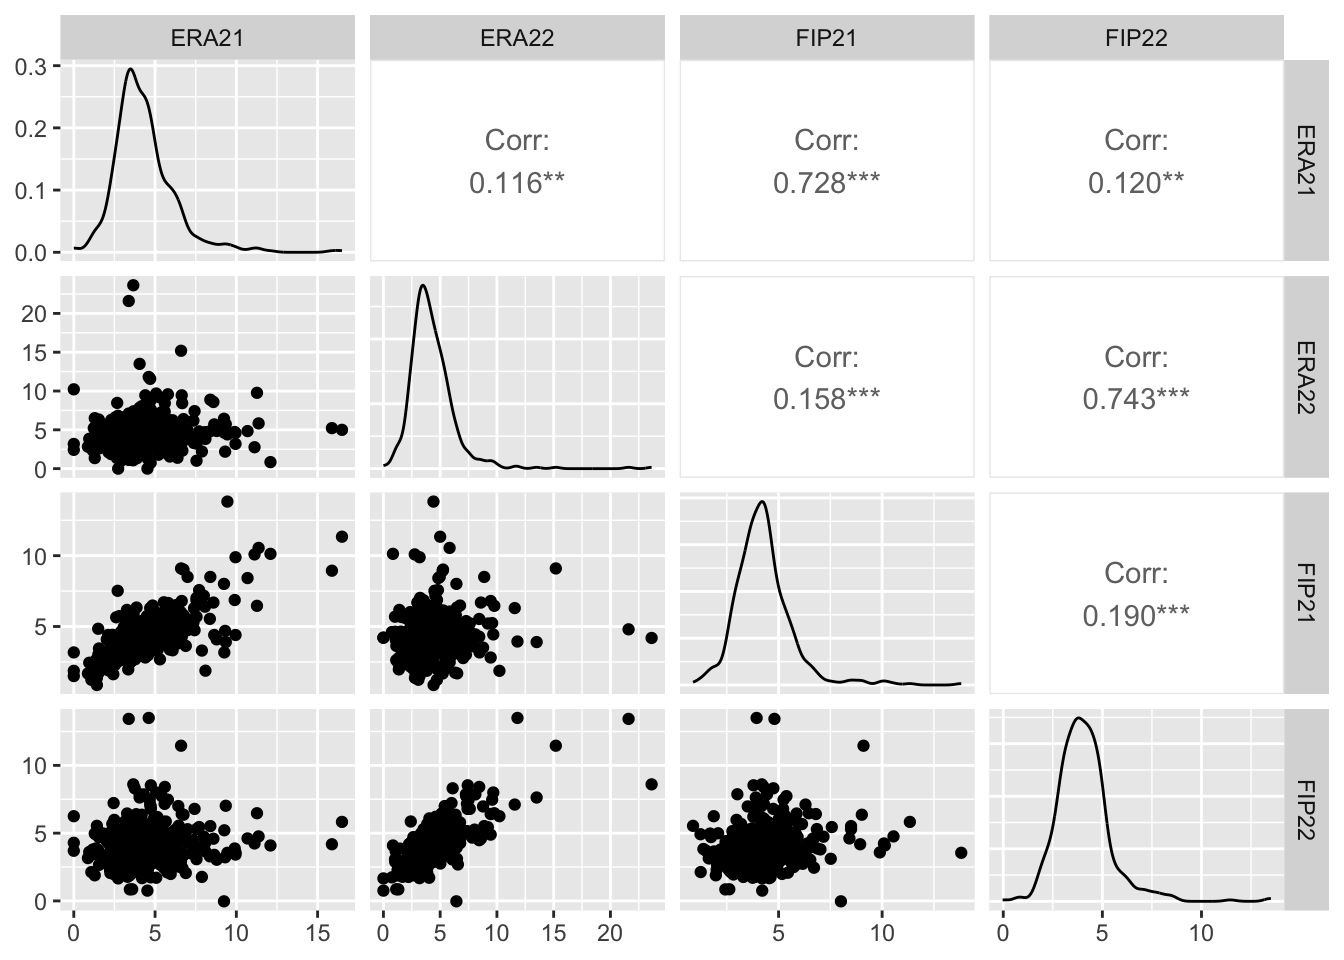 ERA21
ERA22
FIP21
FIP22
0.3
0.2
0.1
0.0
Corr:
0.116**
Corr:
0.728***
Corr:
0.120**
ERA21
20
15
10
5
0
Corr:
0.158***
Corr:
0.743***
ERA22
10
5
Corr:
0.190***
FIP21
10
5
0
FIP22
0 5 10 15
0 5 10 15 20
5 10
0 5 10